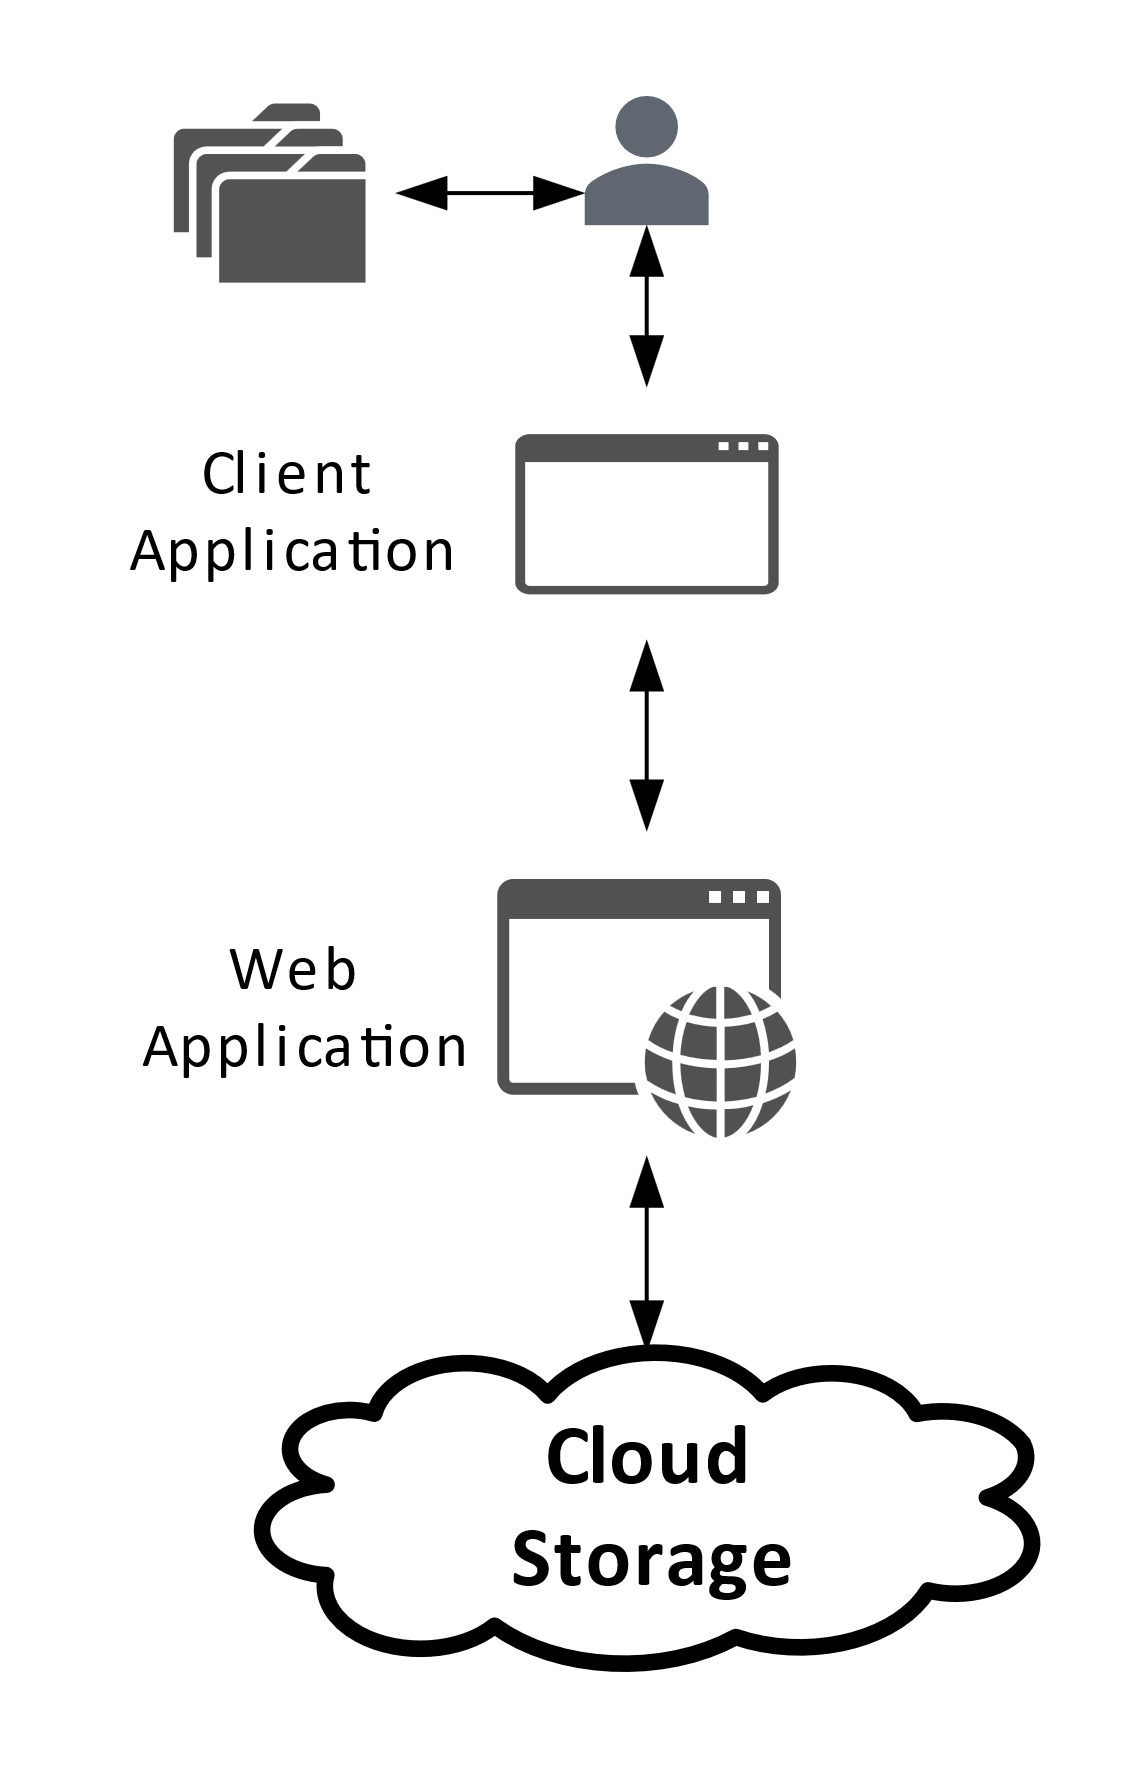 Client
Application
Web
Application
Cloud
Storage